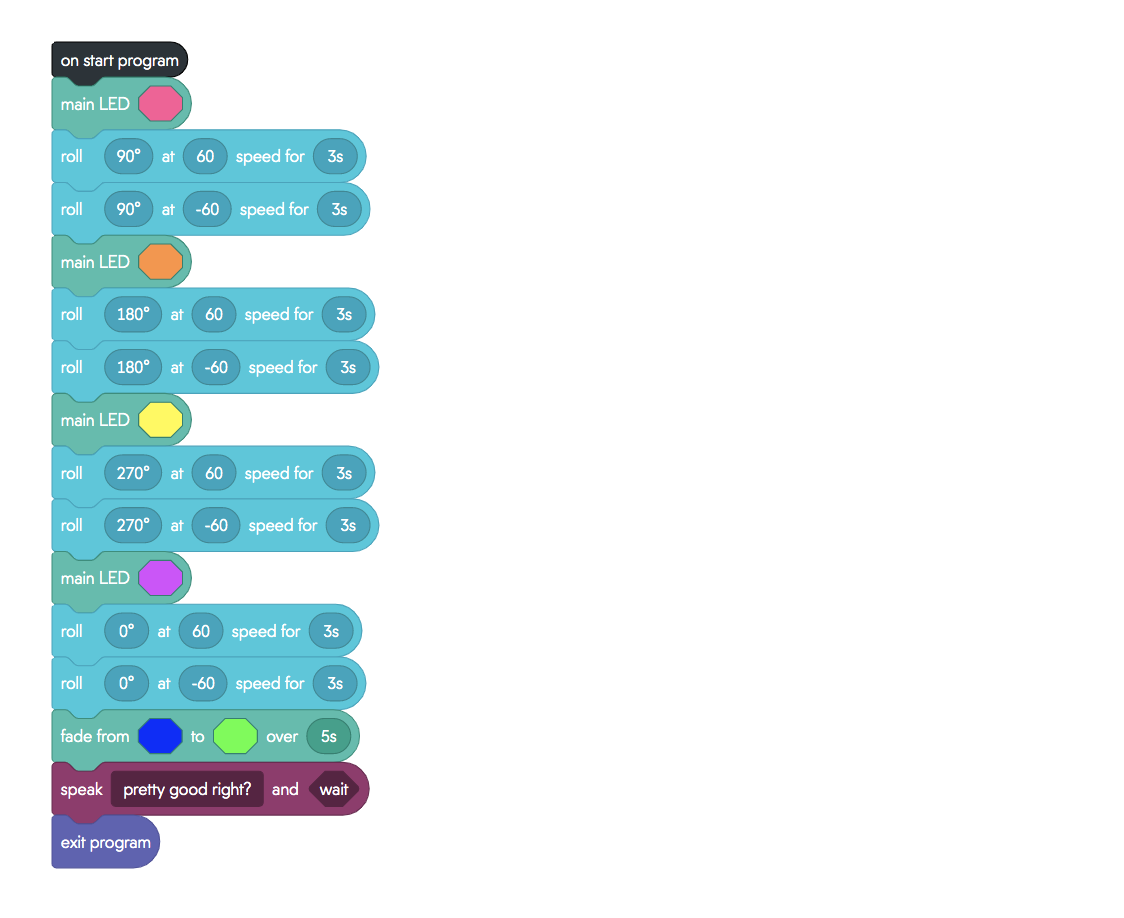 on start program
main LED
roll 90° at 60 speed for 3s
roll 90° at -60 speed for 3s
main LED
roll 180° at 60 speed for 3s
roll 180° at -60 speed for 3s
main LED
roll 270° at 60 speed for 3s
roll 270° at -60 speed for 3s
main LED
roll 0° at 60 speed for 3s
roll 0° at -60 speed for 3s
fade from to over 5s
speak pretty good right? and wait
exit program